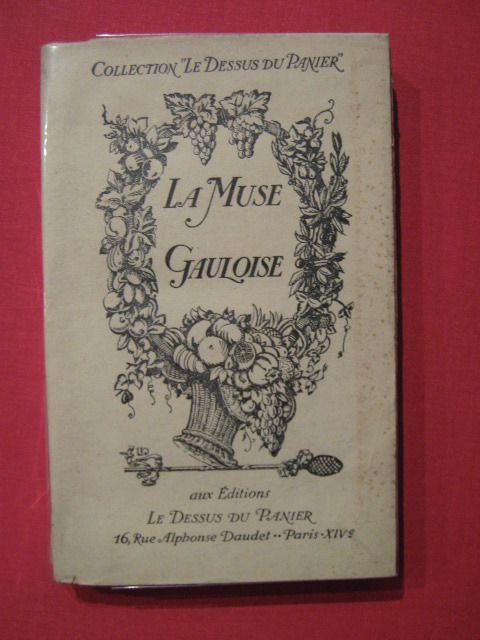 COLLECTION "LE DESSUS DU PANIER"
LA MUSE
GAULOISE
aux Éditions
LE DESSUS DU PANIER
16, Rue Alphonse Daudet ·· Paris · XIVe